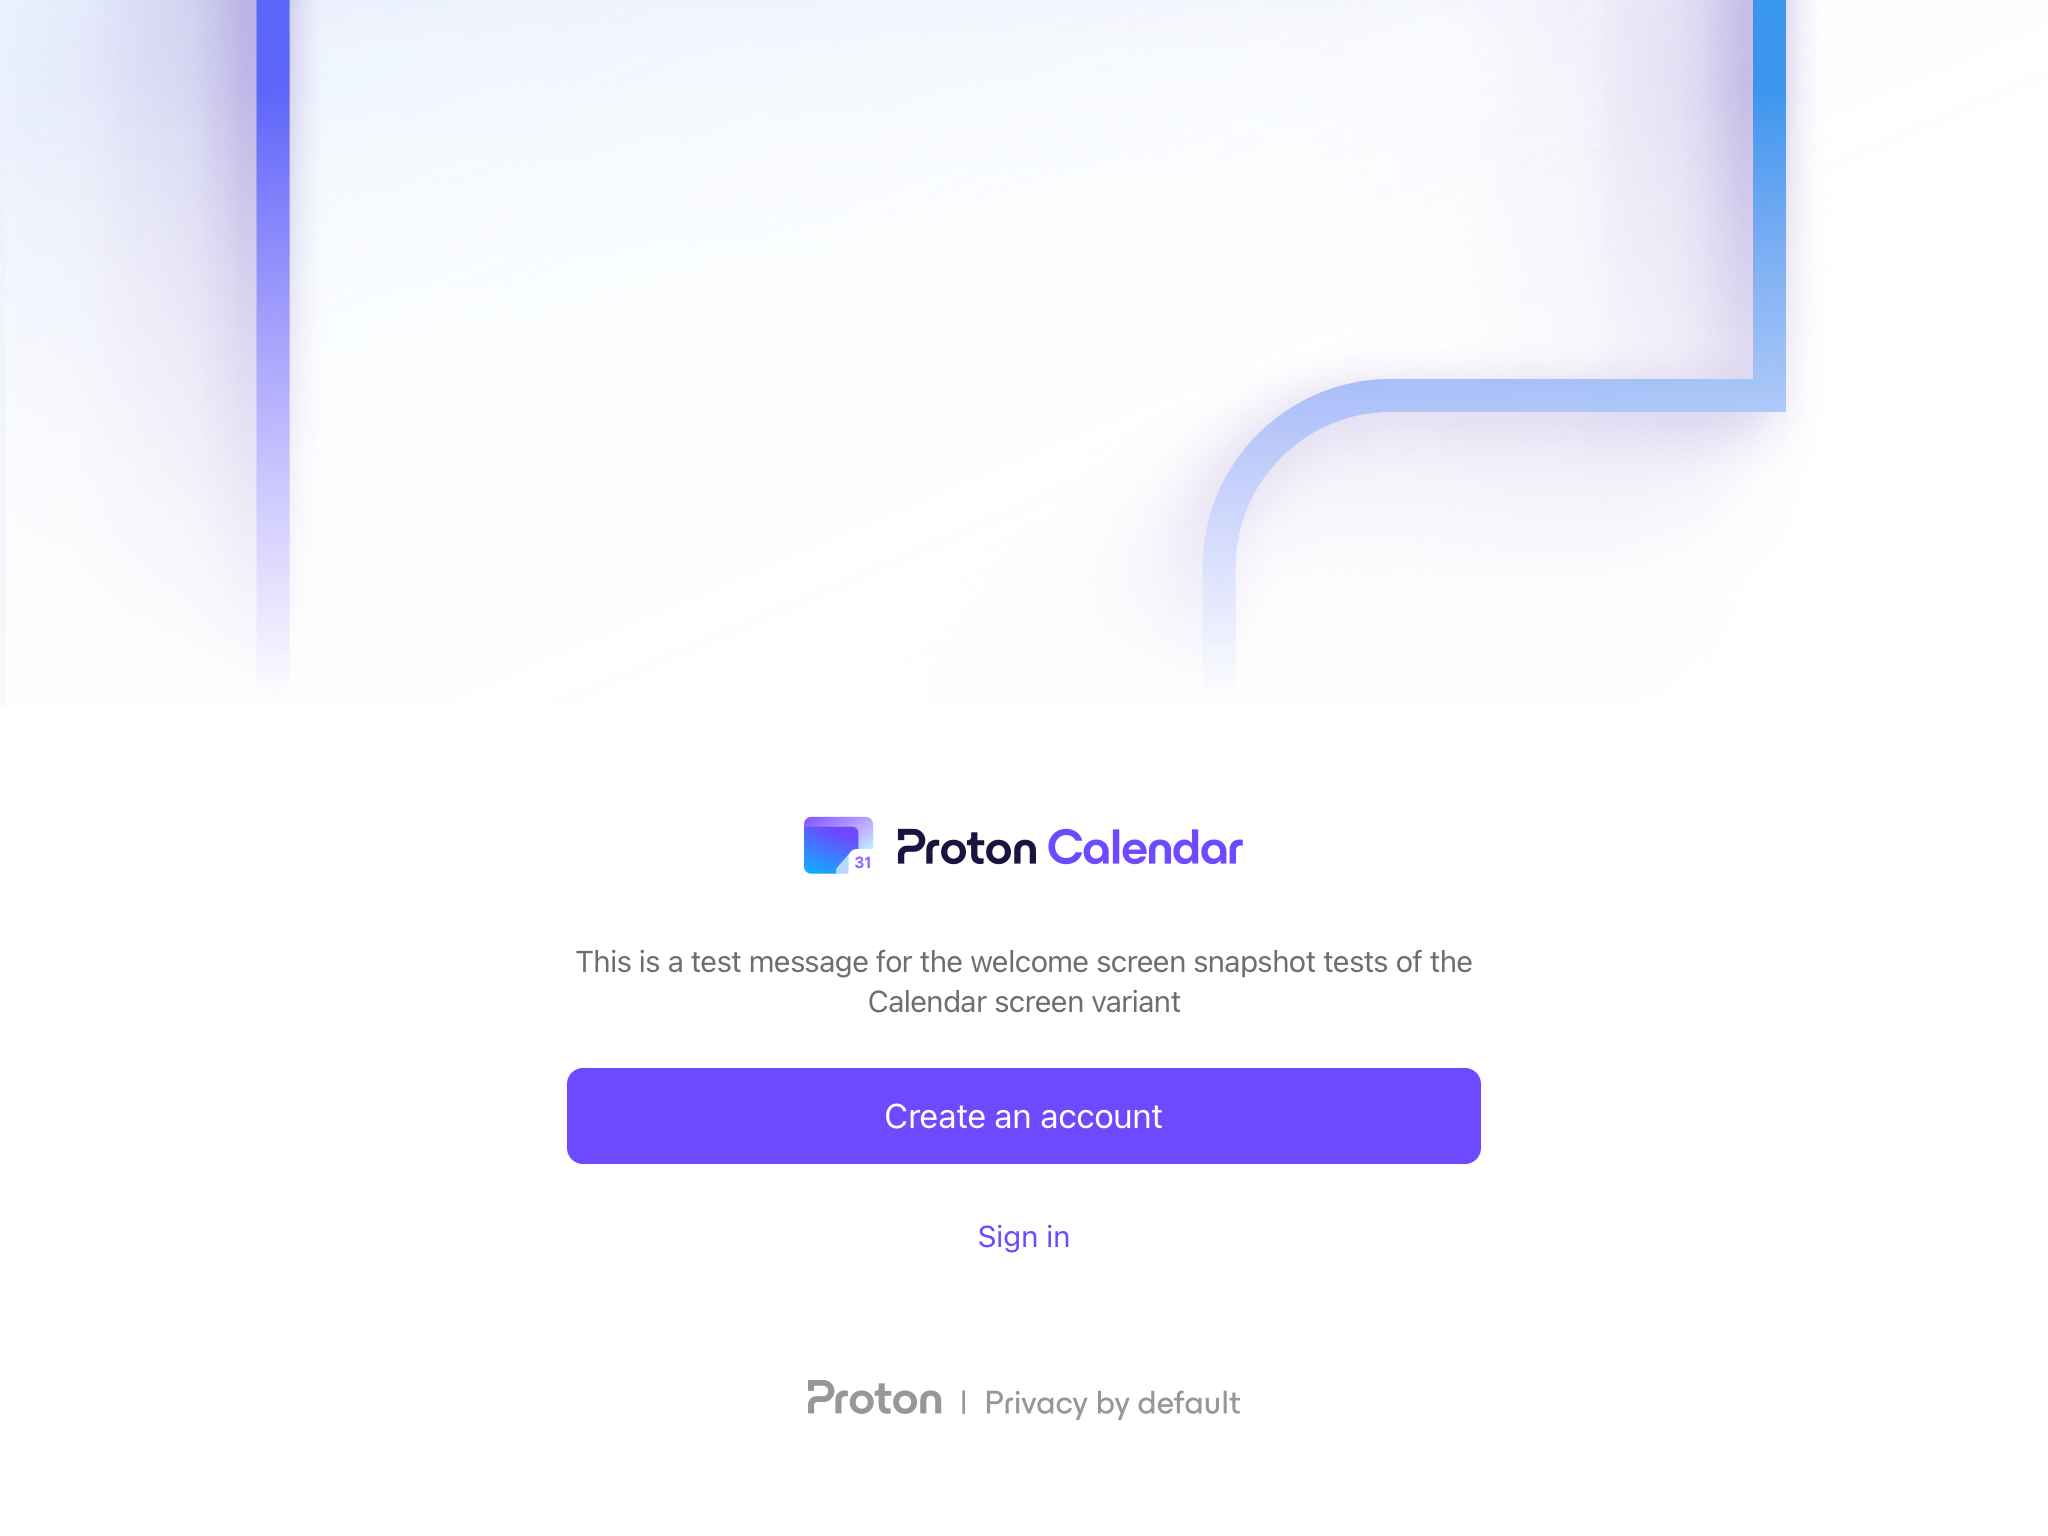 31
Proton Calendar
This is a test message for the welcome screen snapshot tests of the
Calendar screen variant
Create an account
Sign in
Proton | Privacy by default